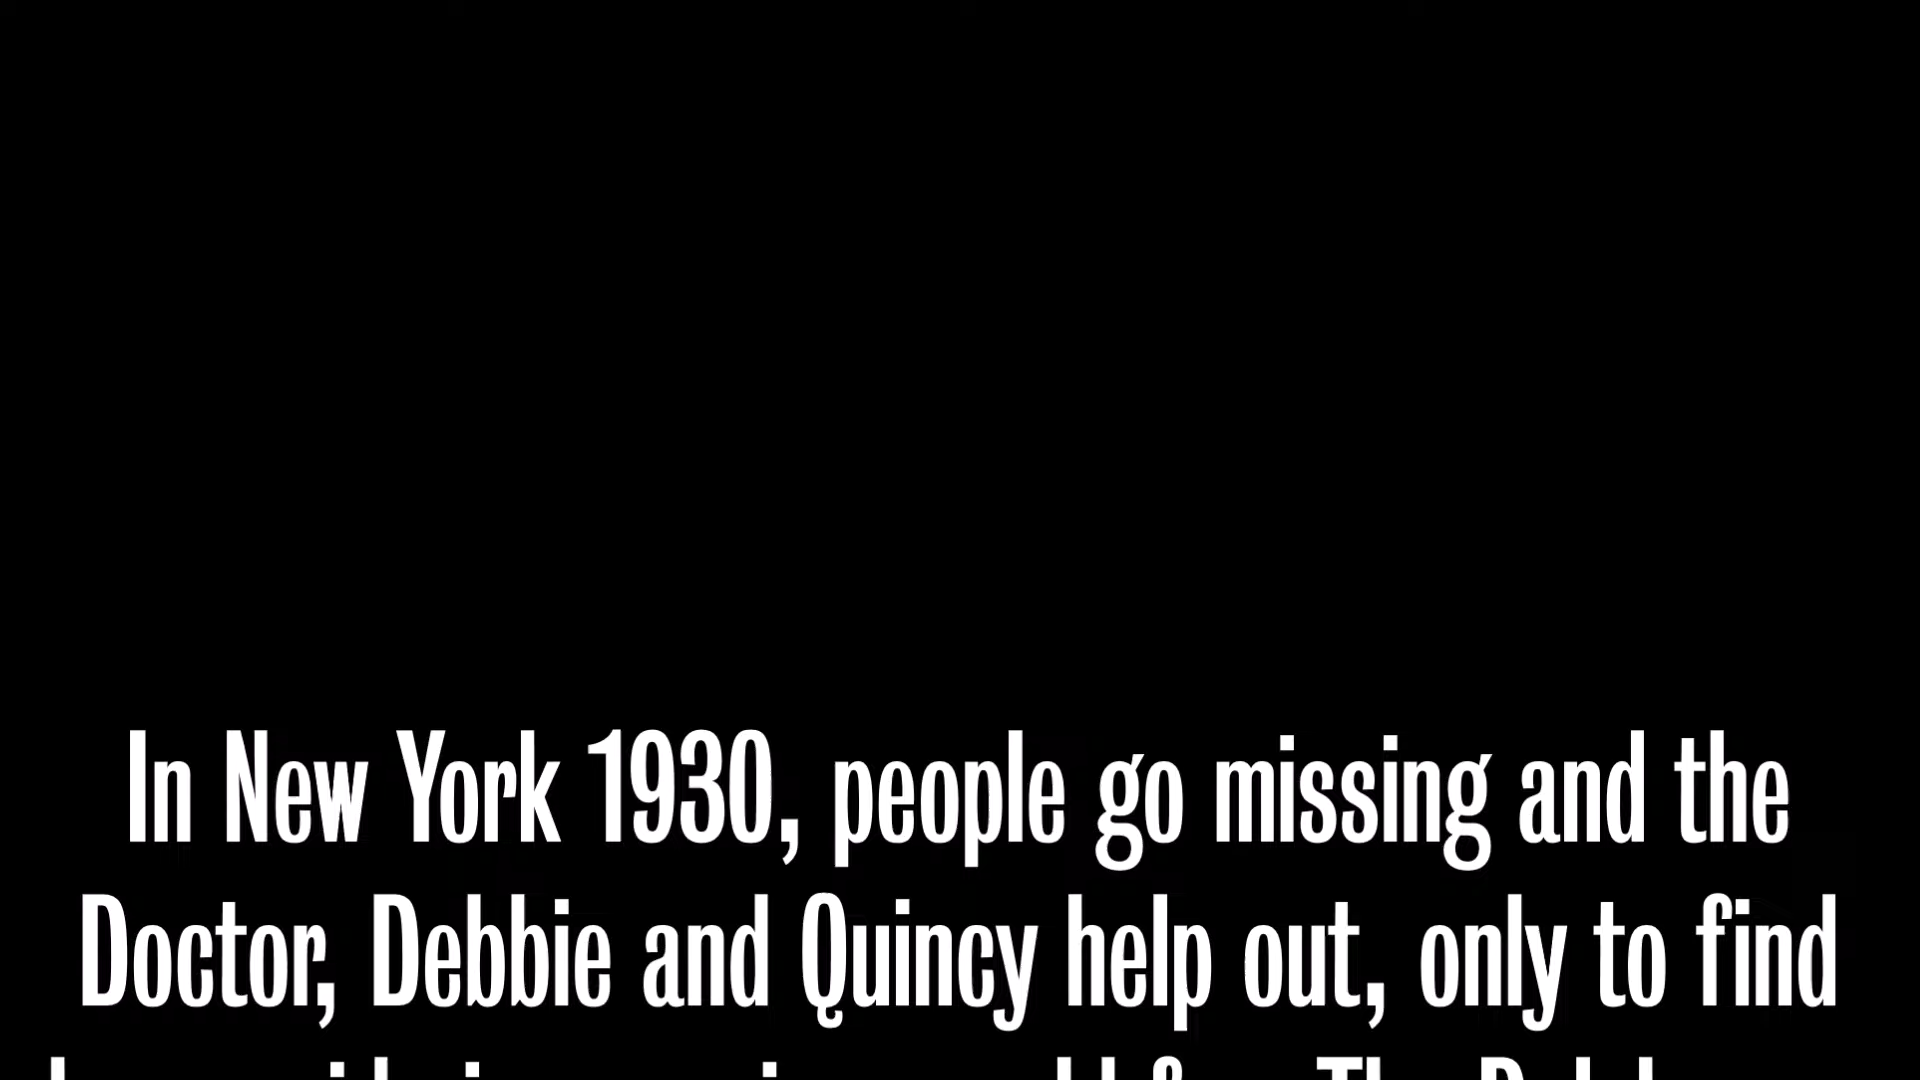 In New York 1930, people go missing and the
Doctor, Debbie and Quincy help out, only to find